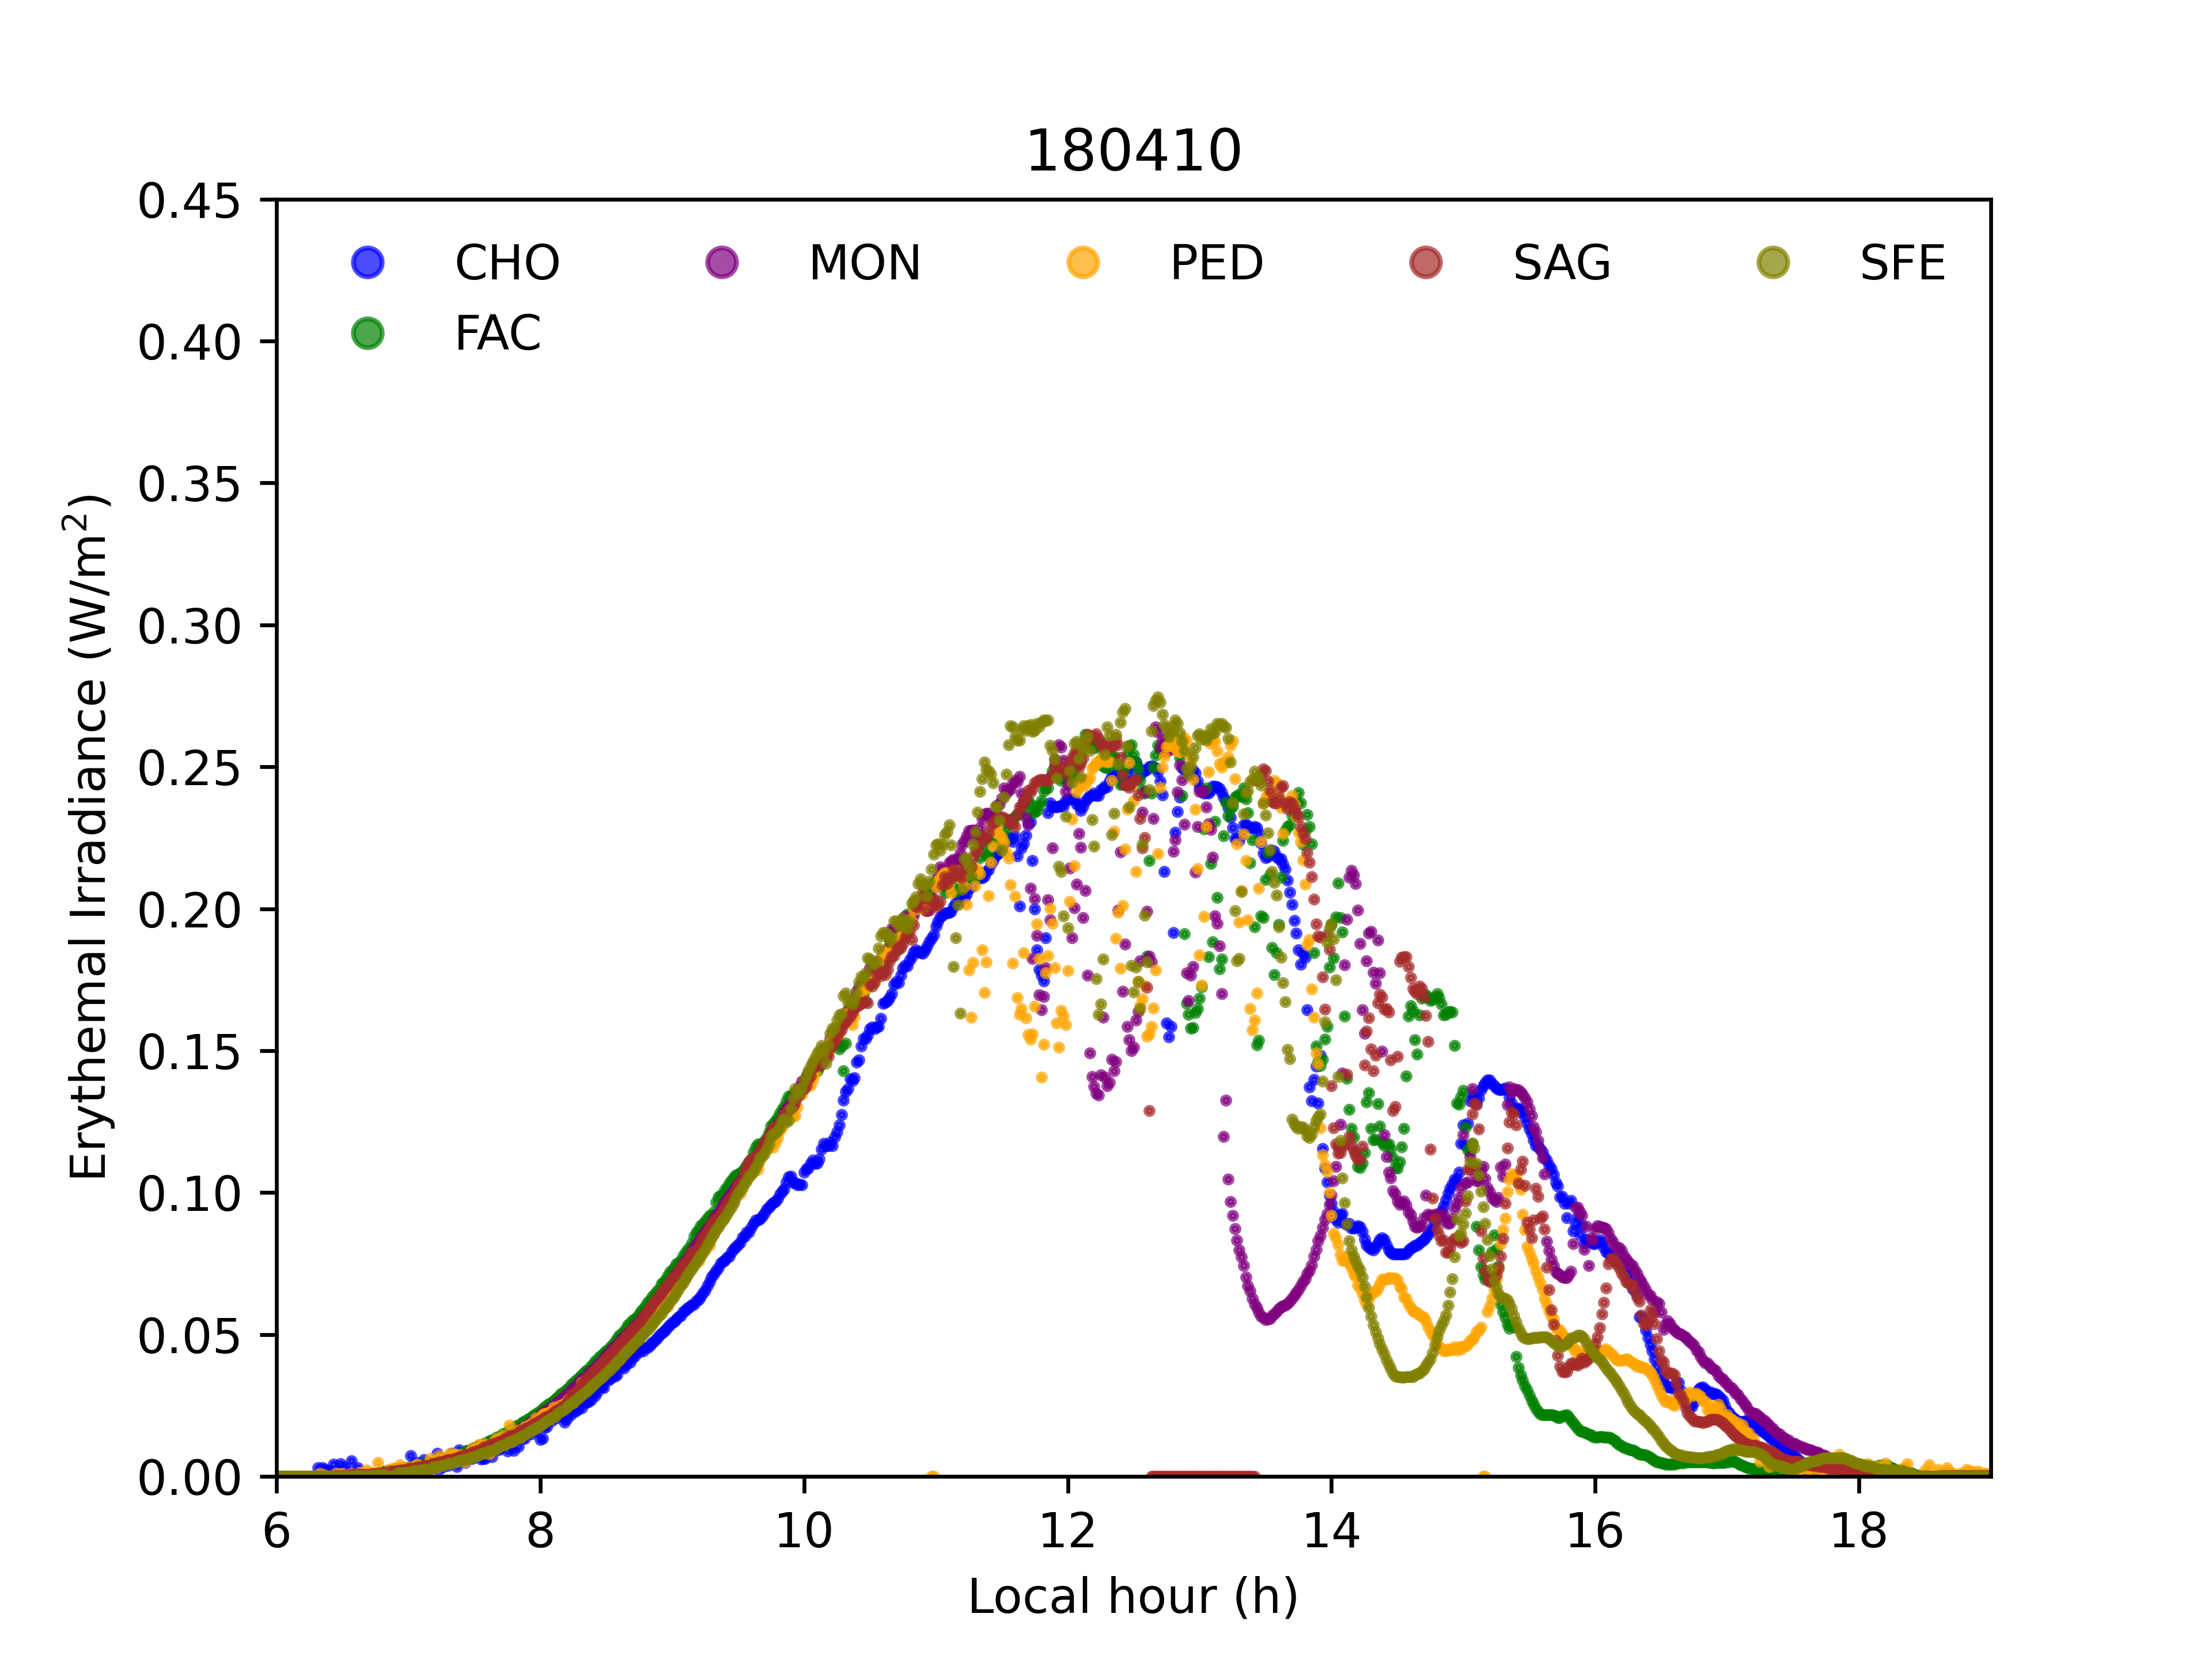 180410
0.45
0.40
0.35
0.30
0.25
0.20
0.15
0.10
0.05
0.00
Erythemal Irradiance (W/m²)
CHO MON PED SAG SFE
FAC
6 8 10 12 14 16 18
Local hour (h)